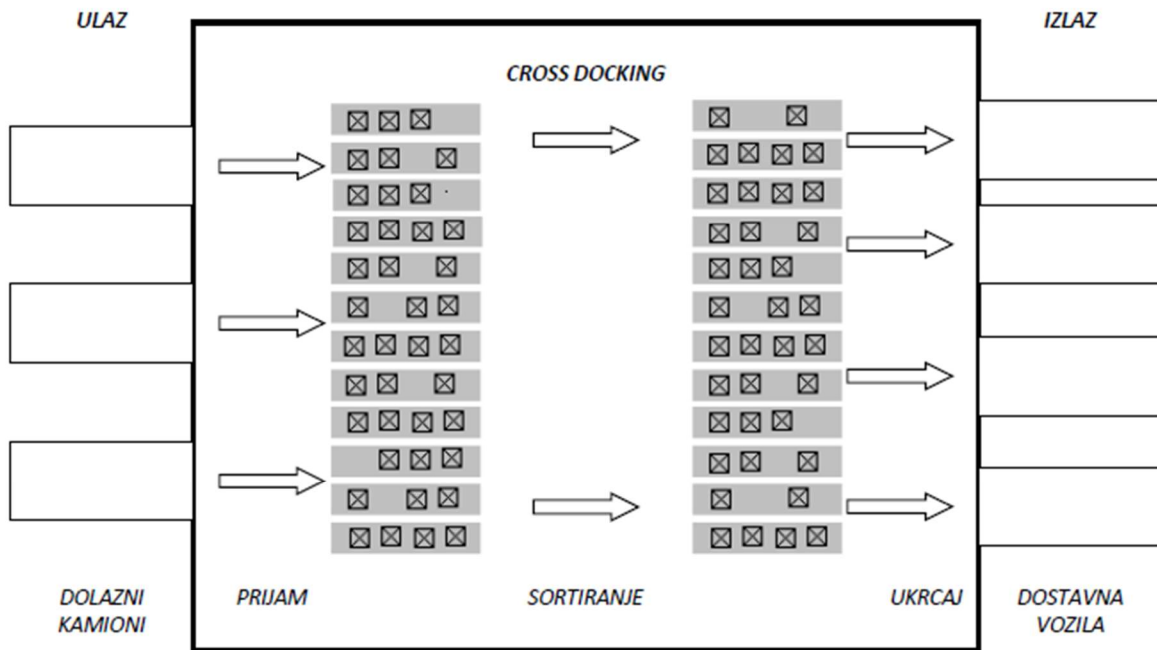 ULAZ
IZLAZ
CROSS DOCKING
DOLAZNI
KAMIONI
PRIJAM
SORTIRANJE
UKRCAJ
DOSTAVNA
VOZILA